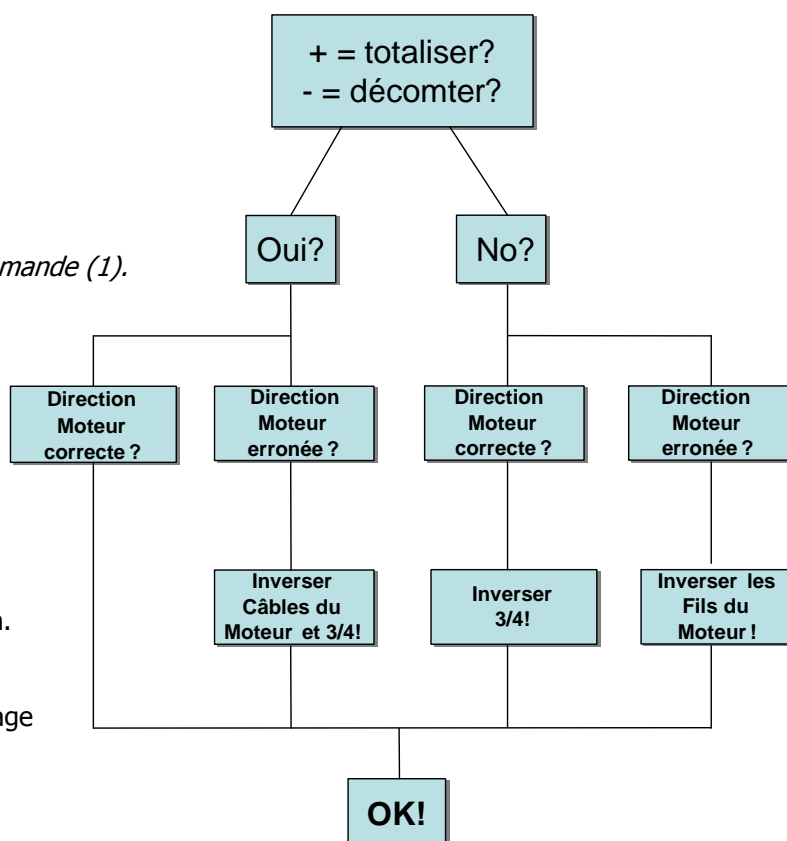 + = totaliser?
- = décomter?
Oui?
No?
mande (1).
Direction
Moteur
correcte ?
Direction
Moteur
erronée ?
Direction
Moteur
correcte ?
Direction
Moteur
erronée ?
Inverser
Câbles du
Moteur et 3/4!
Inverser
3/4!
Inverser les
Fils du
Moteur !
age
OK!